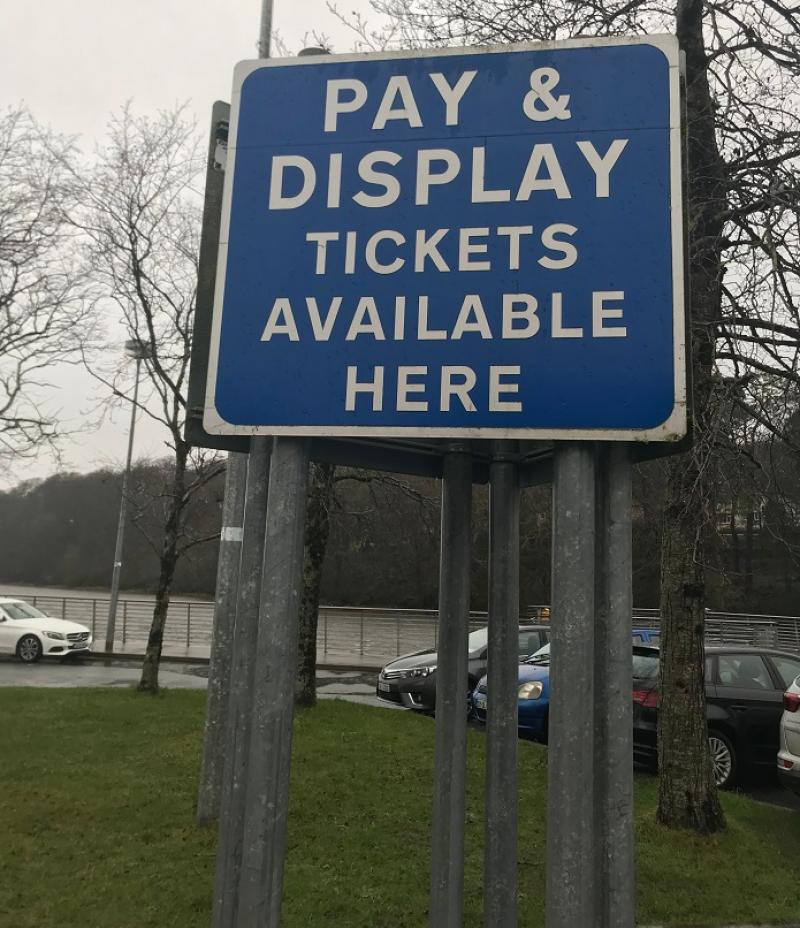 PAY &
DISPLAY
TICKETS
AVAILABLE
HERE